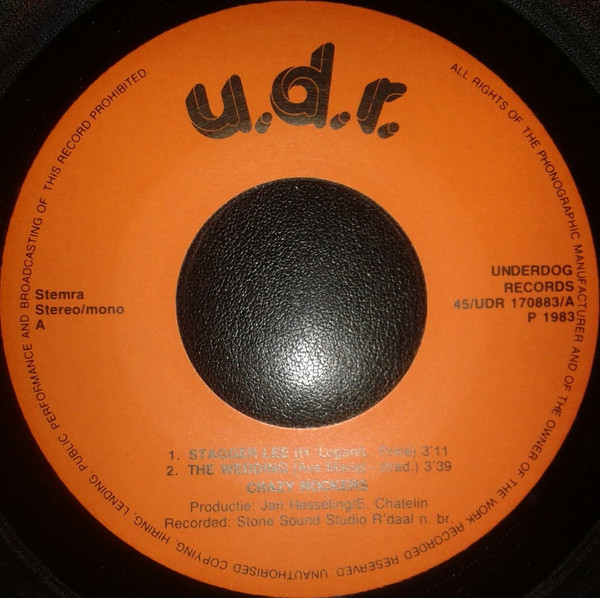 u.d.r.
ALL RIGHTS OF THE PHONOGRAPHIC MANUFACTURER AND OF THE OWNER OF THE WORK RECORDED RESERVED. UNAUTHORISED COPYING, HIRING, LENDING, PUBLIC PERFORMANCE AND BROADCASTING OF THIS RECORD PROHIBITED.
Stemra
Stereo/mono
A
UNDERDOG
RECORDS
45/UDR 170883/A
P 1983
1. STAGGER LEE (H. Logan) 3'11
2. THE WEDDING 3'39
CRAZY ROCKERS
Productie: Jan Hesseling/E. Chatelin
Recorded: Stone Sound Studio R'daal n. br.